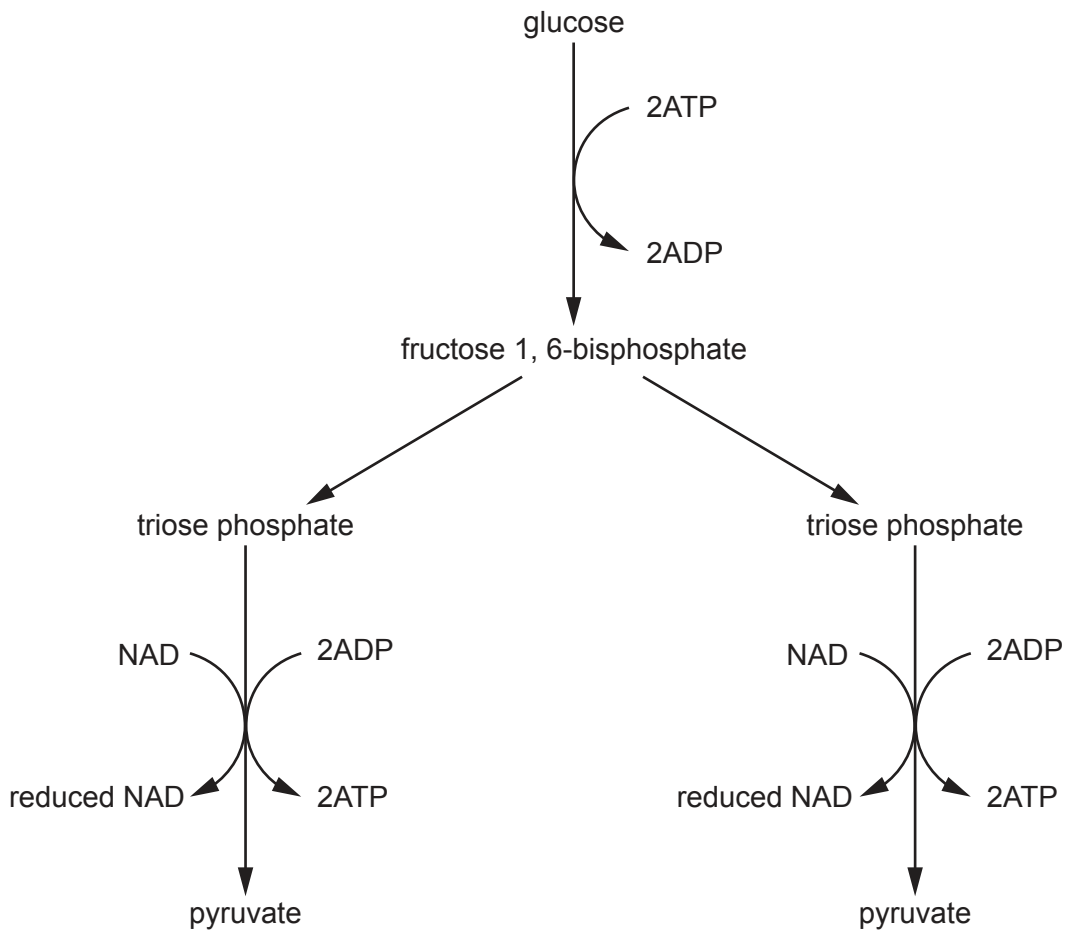 glucose
2ATP
2ADP
fructose 1, 6-bisphosphate
triose phosphate
triose phosphate
NAD
2ADP
NAD
2ADP
reduced NAD
2ATP
reduced NAD
2ATP
pyruvate
pyruvate